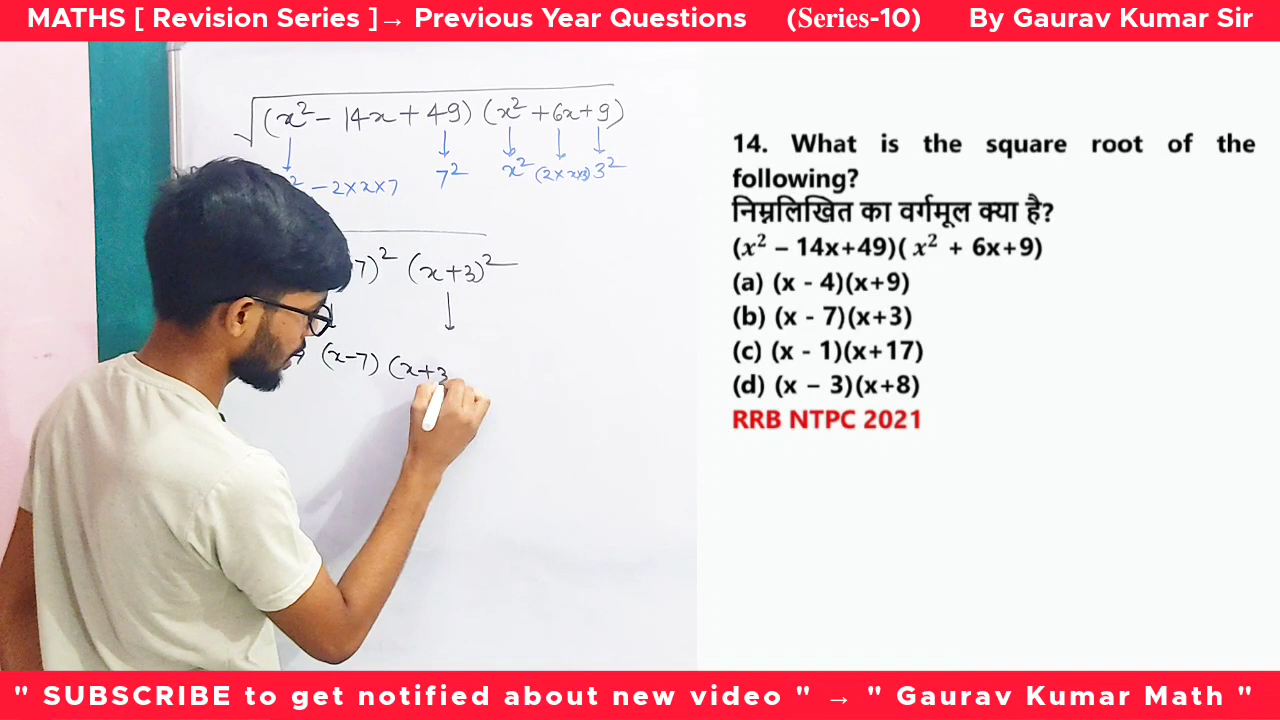 MATHS [ Revision Series ]→ Previous Year Questions (Series-10) By Gaurav Kumar Sir
√(x² - 14x + 49) (x² + 6x + 9)
² - 2×x×7 7² x² (2×x×3) 3²
7)² (x+3)²
(x-7) (x+3
14. What is the square root of the
following?
निम्नलिखित का वर्गमूल क्या है?
(x² – 14x+49)( x² + 6x+9)
(a) (x - 4)(x+9)
(b) (x - 7)(x+3)
(c) (x - 1)(x+17)
(d) (x – 3)(x+8)
RRB NTPC 2021
" SUBSCRIBE to get notified about new video " → " Gaurav Kumar Math "